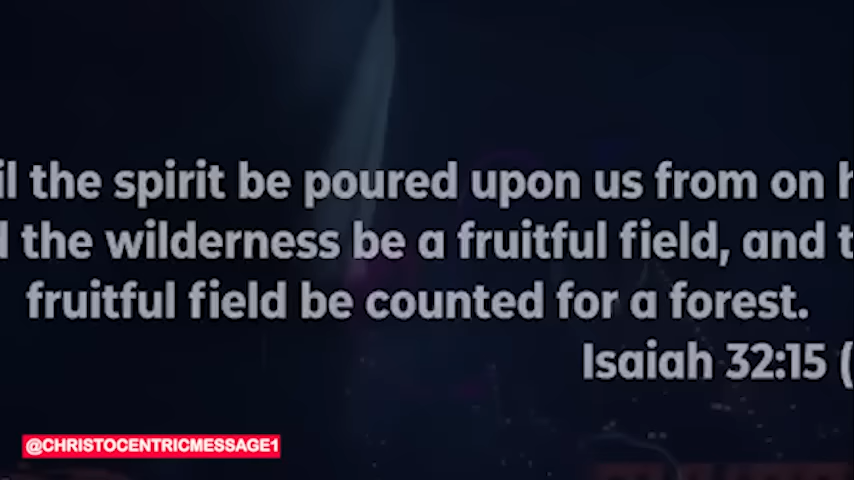 il the spirit be poured upon us from on h
d the wilderness be a fruitful field, and t
fruitful field be counted for a forest.
Isaiah 32:15 (
@CHRISTOCENTRICMESSAGE1